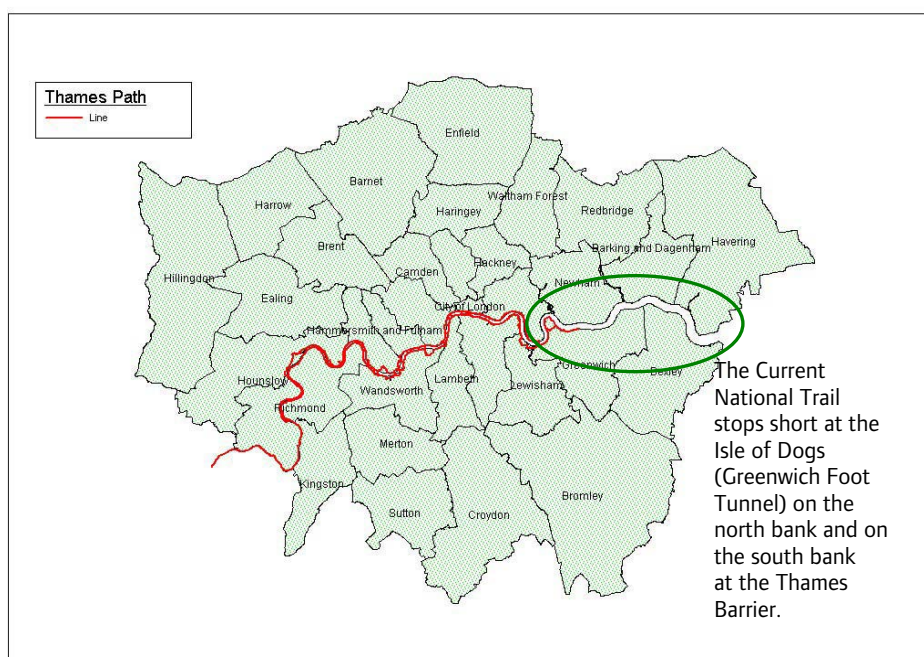 Thames Path
Line
Enfield
Barnet
Harrow
Haringey
Waltham Forest
Redbridge
Havering
Brent
Barking and Dagenham
Hillingdon
Camden
Hackney
Newham
Ealing
City of London
Hammersmith and Fulham
Hounslow
Richmond
Wandsworth
Lambeth
Lewisham
Greenwich
Bexley
Merton
Kingston
Sutton
Croydon
Bromley
The Current
National Trail
stops short at the
Isle of Dogs
(Greenwich Foot
Tunnel) on the
north bank and on
the south bank
at the Thames
Barrier.